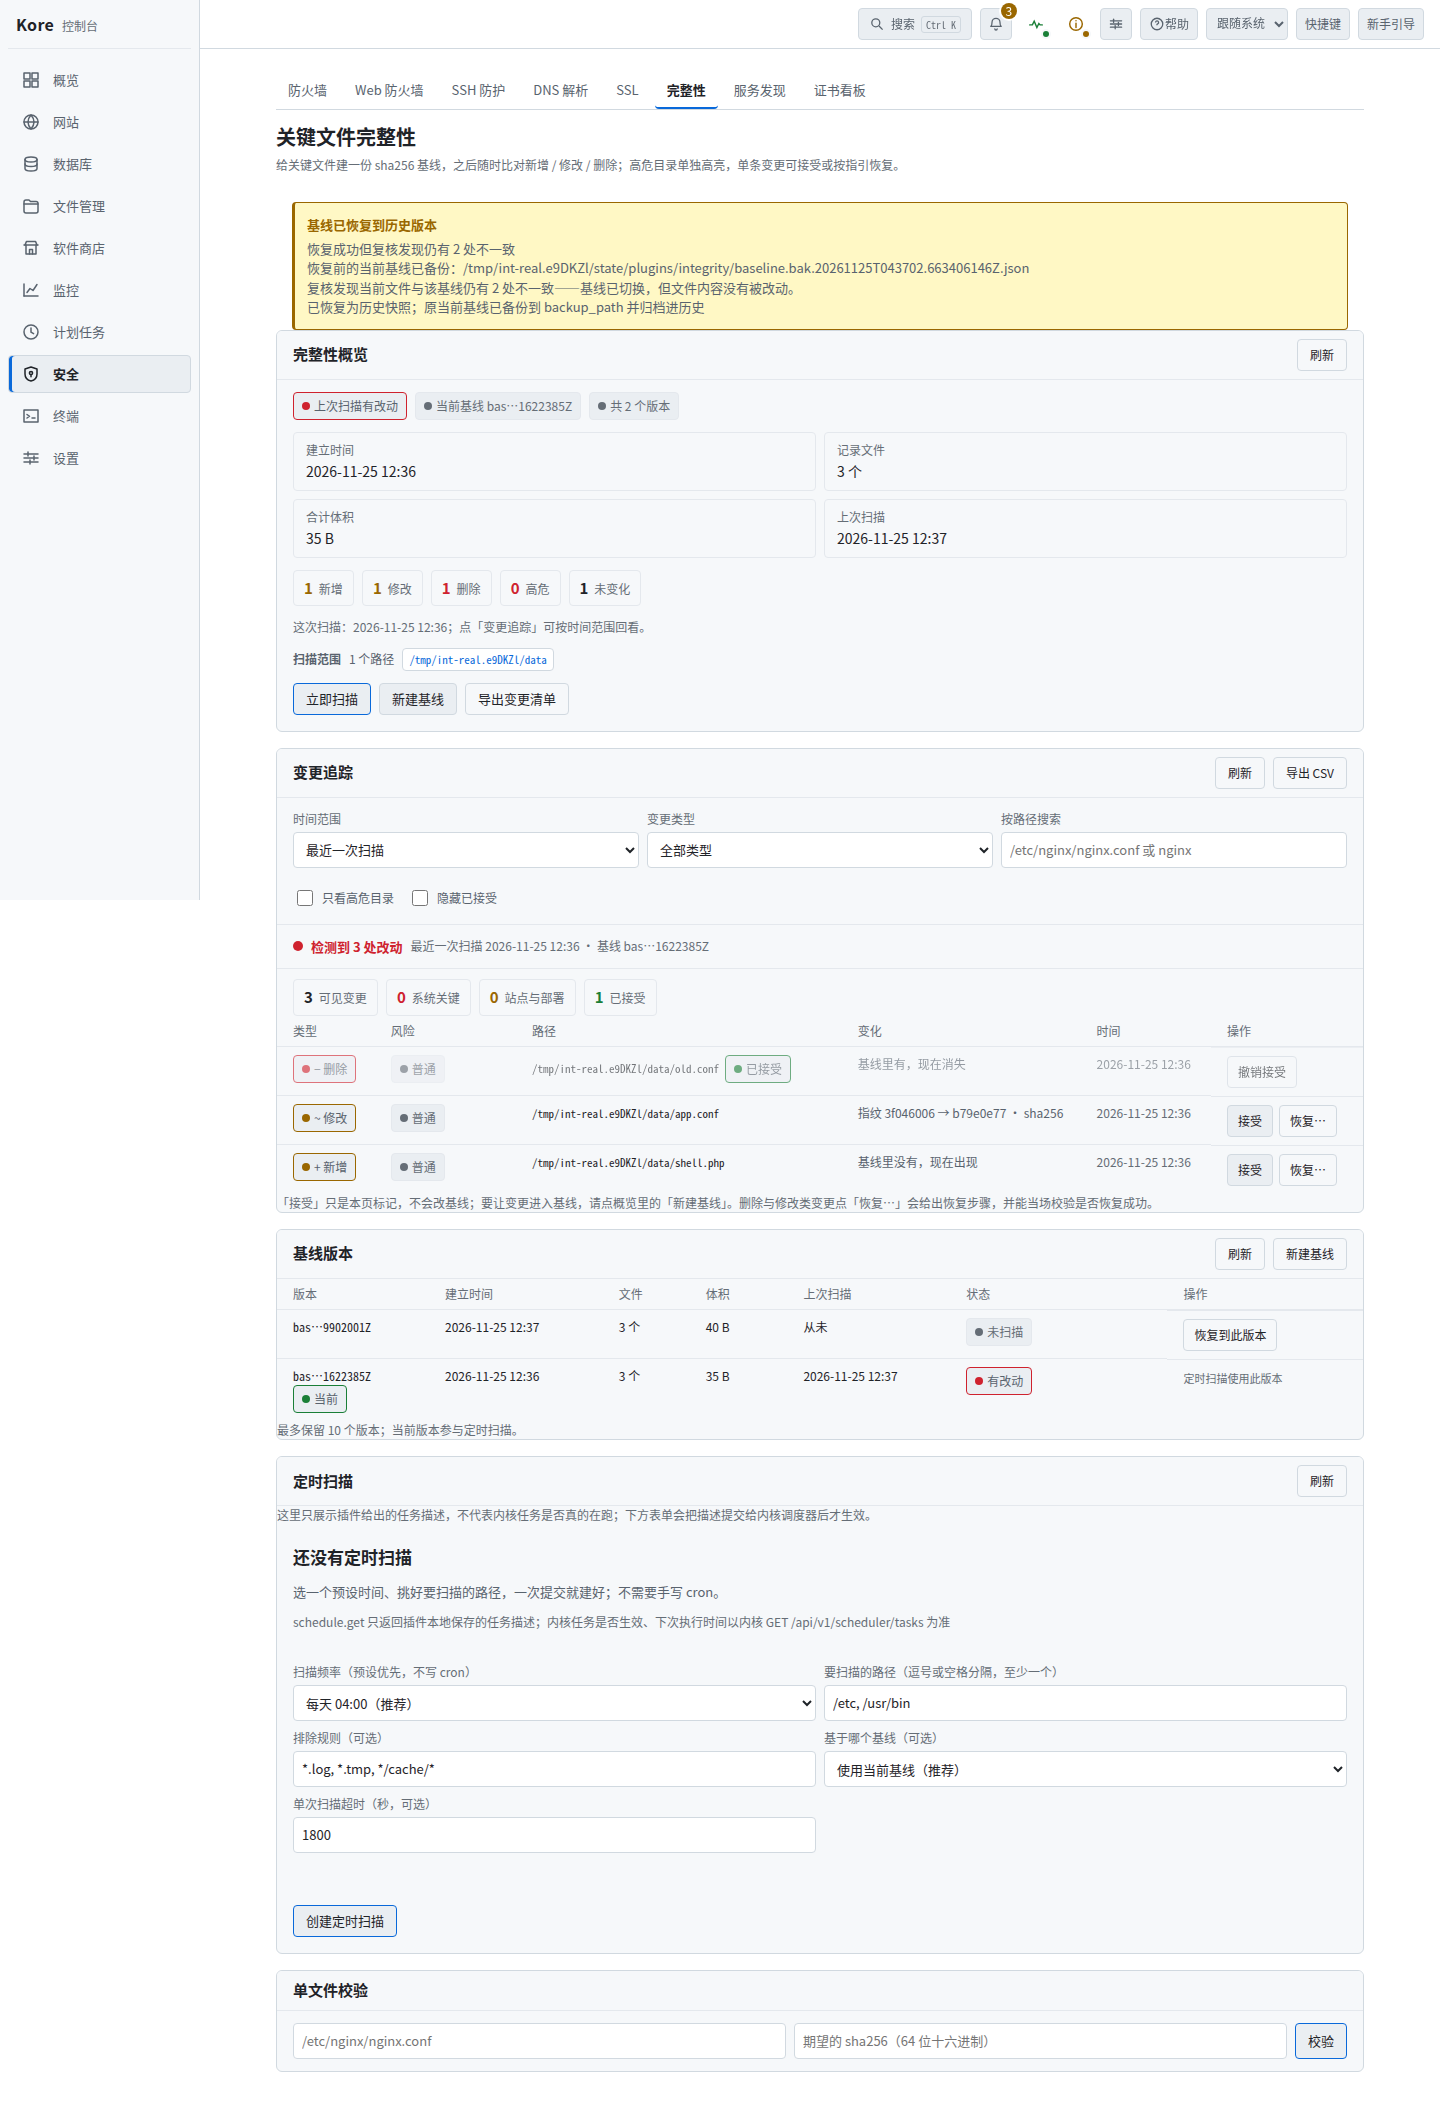 Kore 控制台
搜索 Ctrl K
3
帮助
跟随系统
快捷键
新手引导
概览
网站
数据库
文件管理
软件商店
监控
计划任务
安全
终端
设置
防火墙 Web 防火墙 SSH 防护 DNS 解析 SSL 完整性 服务发现 证书看板
关键文件完整性
给关键文件建一份 sha256 基线，之后随时比对新增 / 修改 / 删除；高危目录单独高亮，单条变更可接受或按指引恢复。
基线已恢复到历史版本
恢复成功但复核发现仍有 2 处不一致
恢复前的当前基线已备份：/tmp/int-real.e9DKZl/state/plugins/integrity/baseline.bak.20261125T043702.663406146Z.json
复核发现当前文件与该基线仍有 2 处不一致——基线已切换，但文件内容没有被改动。
已恢复为历史快照；原当前基线已备份到 backup_path 并归档进历史
完整性概览 刷新
上次扫描有改动 当前基线 bas…1622385Z 共 2 个版本
建立时间
2026-11-25 12:36
记录文件
3 个
合计体积
35 B
上次扫描
2026-11-25 12:37
1 新增 1 修改 1 删除 0 高危 1 未变化
这次扫描：2026-11-25 12:36；点「变更追踪」可按时间范围回看。
扫描范围 1 个路径 /tmp/int-real.e9DKZl/data
立即扫描 新建基线 导出变更清单
变更追踪 刷新 导出 CSV
时间范围 变更类型 按路径搜索
最近一次扫描 全部类型 /etc/nginx/nginx.conf 或 nginx
只看高危目录 隐藏已接受
检测到 3 处改动 最近一次扫描 2026-11-25 12:36 · 基线 bas…1622385Z
3 可见变更 0 系统关键 0 站点与部署 1 已接受
类型 风险 路径 变化 时间 操作
− 删除 普通 /tmp/int-real.e9DKZl/data/old.conf 已接受 基线里有，现在消失 2026-11-25 12:36 撤销接受
~ 修改 普通 /tmp/int-real.e9DKZl/data/app.conf 指纹 3f046006 → b79e0e77 · sha256 2026-11-25 12:36 接受 恢复…
+ 新增 普通 /tmp/int-real.e9DKZl/data/shell.php 基线里没有，现在出现 2026-11-25 12:36 接受 恢复…
「接受」只是本页标记，不会改基线；要让变更进入基线，请点概览里的「新建基线」。删除与修改类变更点「恢复…」会给出恢复步骤，并能当场校验是否恢复成功。
基线版本 刷新 新建基线
版本 建立时间 文件 体积 上次扫描 状态 操作
bas…9902001Z 2026-11-25 12:37 3 个 40 B 从未 未扫描 恢复到此版本
bas…1622385Z 2026-11-25 12:36 3 个 35 B 2026-11-25 12:37 有改动 定时扫描使用此版本
当前
最多保留 10 个版本；当前版本参与定时扫描。
定时扫描 刷新
这里只展示插件给出的任务描述，不代表内核任务是否真的在跑；下方表单会把描述提交给内核调度器后才生效。
还没有定时扫描
选一个预设时间、挑好要扫描的路径，一次提交就建好；不需要手写 cron。
schedule.get 只返回插件本地保存的任务描述；内核任务是否生效、下次执行时间以内核 GET /api/v1/scheduler/tasks 为准
扫描频率（预设优先，不写 cron） 要扫描的路径（逗号或空格分隔，至少一个）
每天 04:00（推荐） /etc, /usr/bin
排除规则（可选） 基于哪个基线（可选）
*.log, *.tmp, */cache/* 使用当前基线（推荐）
单次扫描超时（秒，可选）
1800
创建定时扫描
单文件校验
/etc/nginx/nginx.conf 期望的 sha256（64 位十六进制） 校验